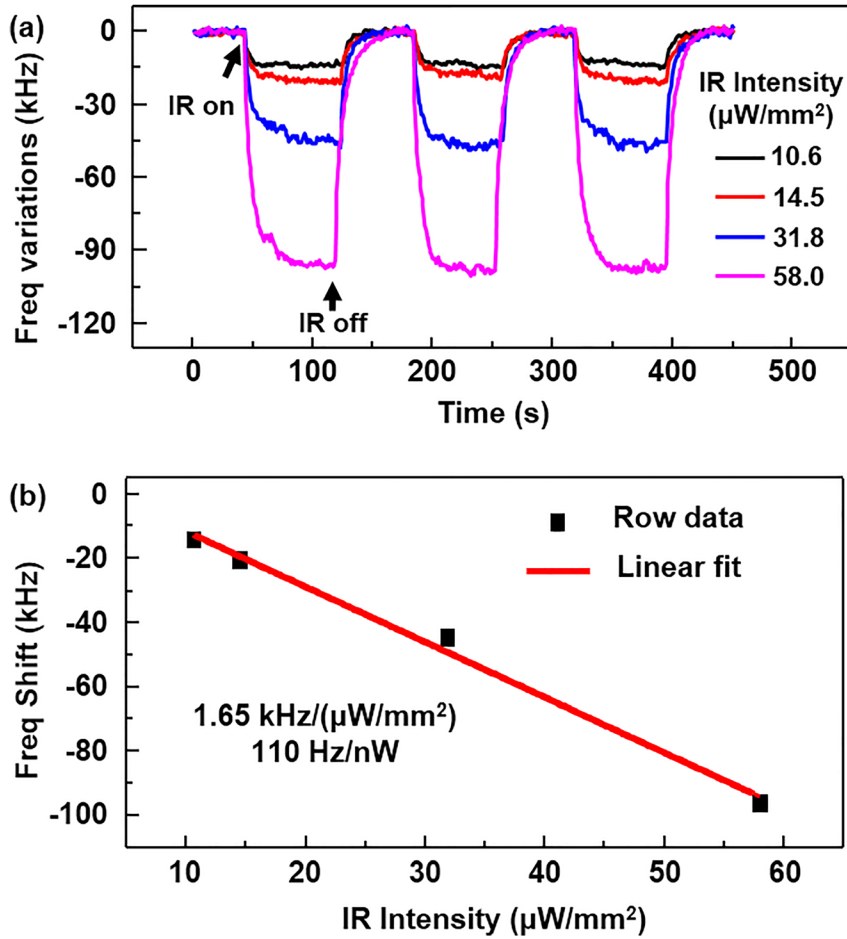 (a)
0
-30
-60
-90
-120
Freq variations (kHz)
IR on
IR off
IR Intensity
(μW/mm²)
10.6
14.5
31.8
58.0
0 100 200 300 400 500
Time (s)
(b)
0
-20
-40
-60
-80
-100
Freq Shift (kHz)
Row data
Linear fit
1.65 kHz/(μW/mm²)
110 Hz/nW
10 20 30 40 50 60
IR Intensity (μW/mm²)